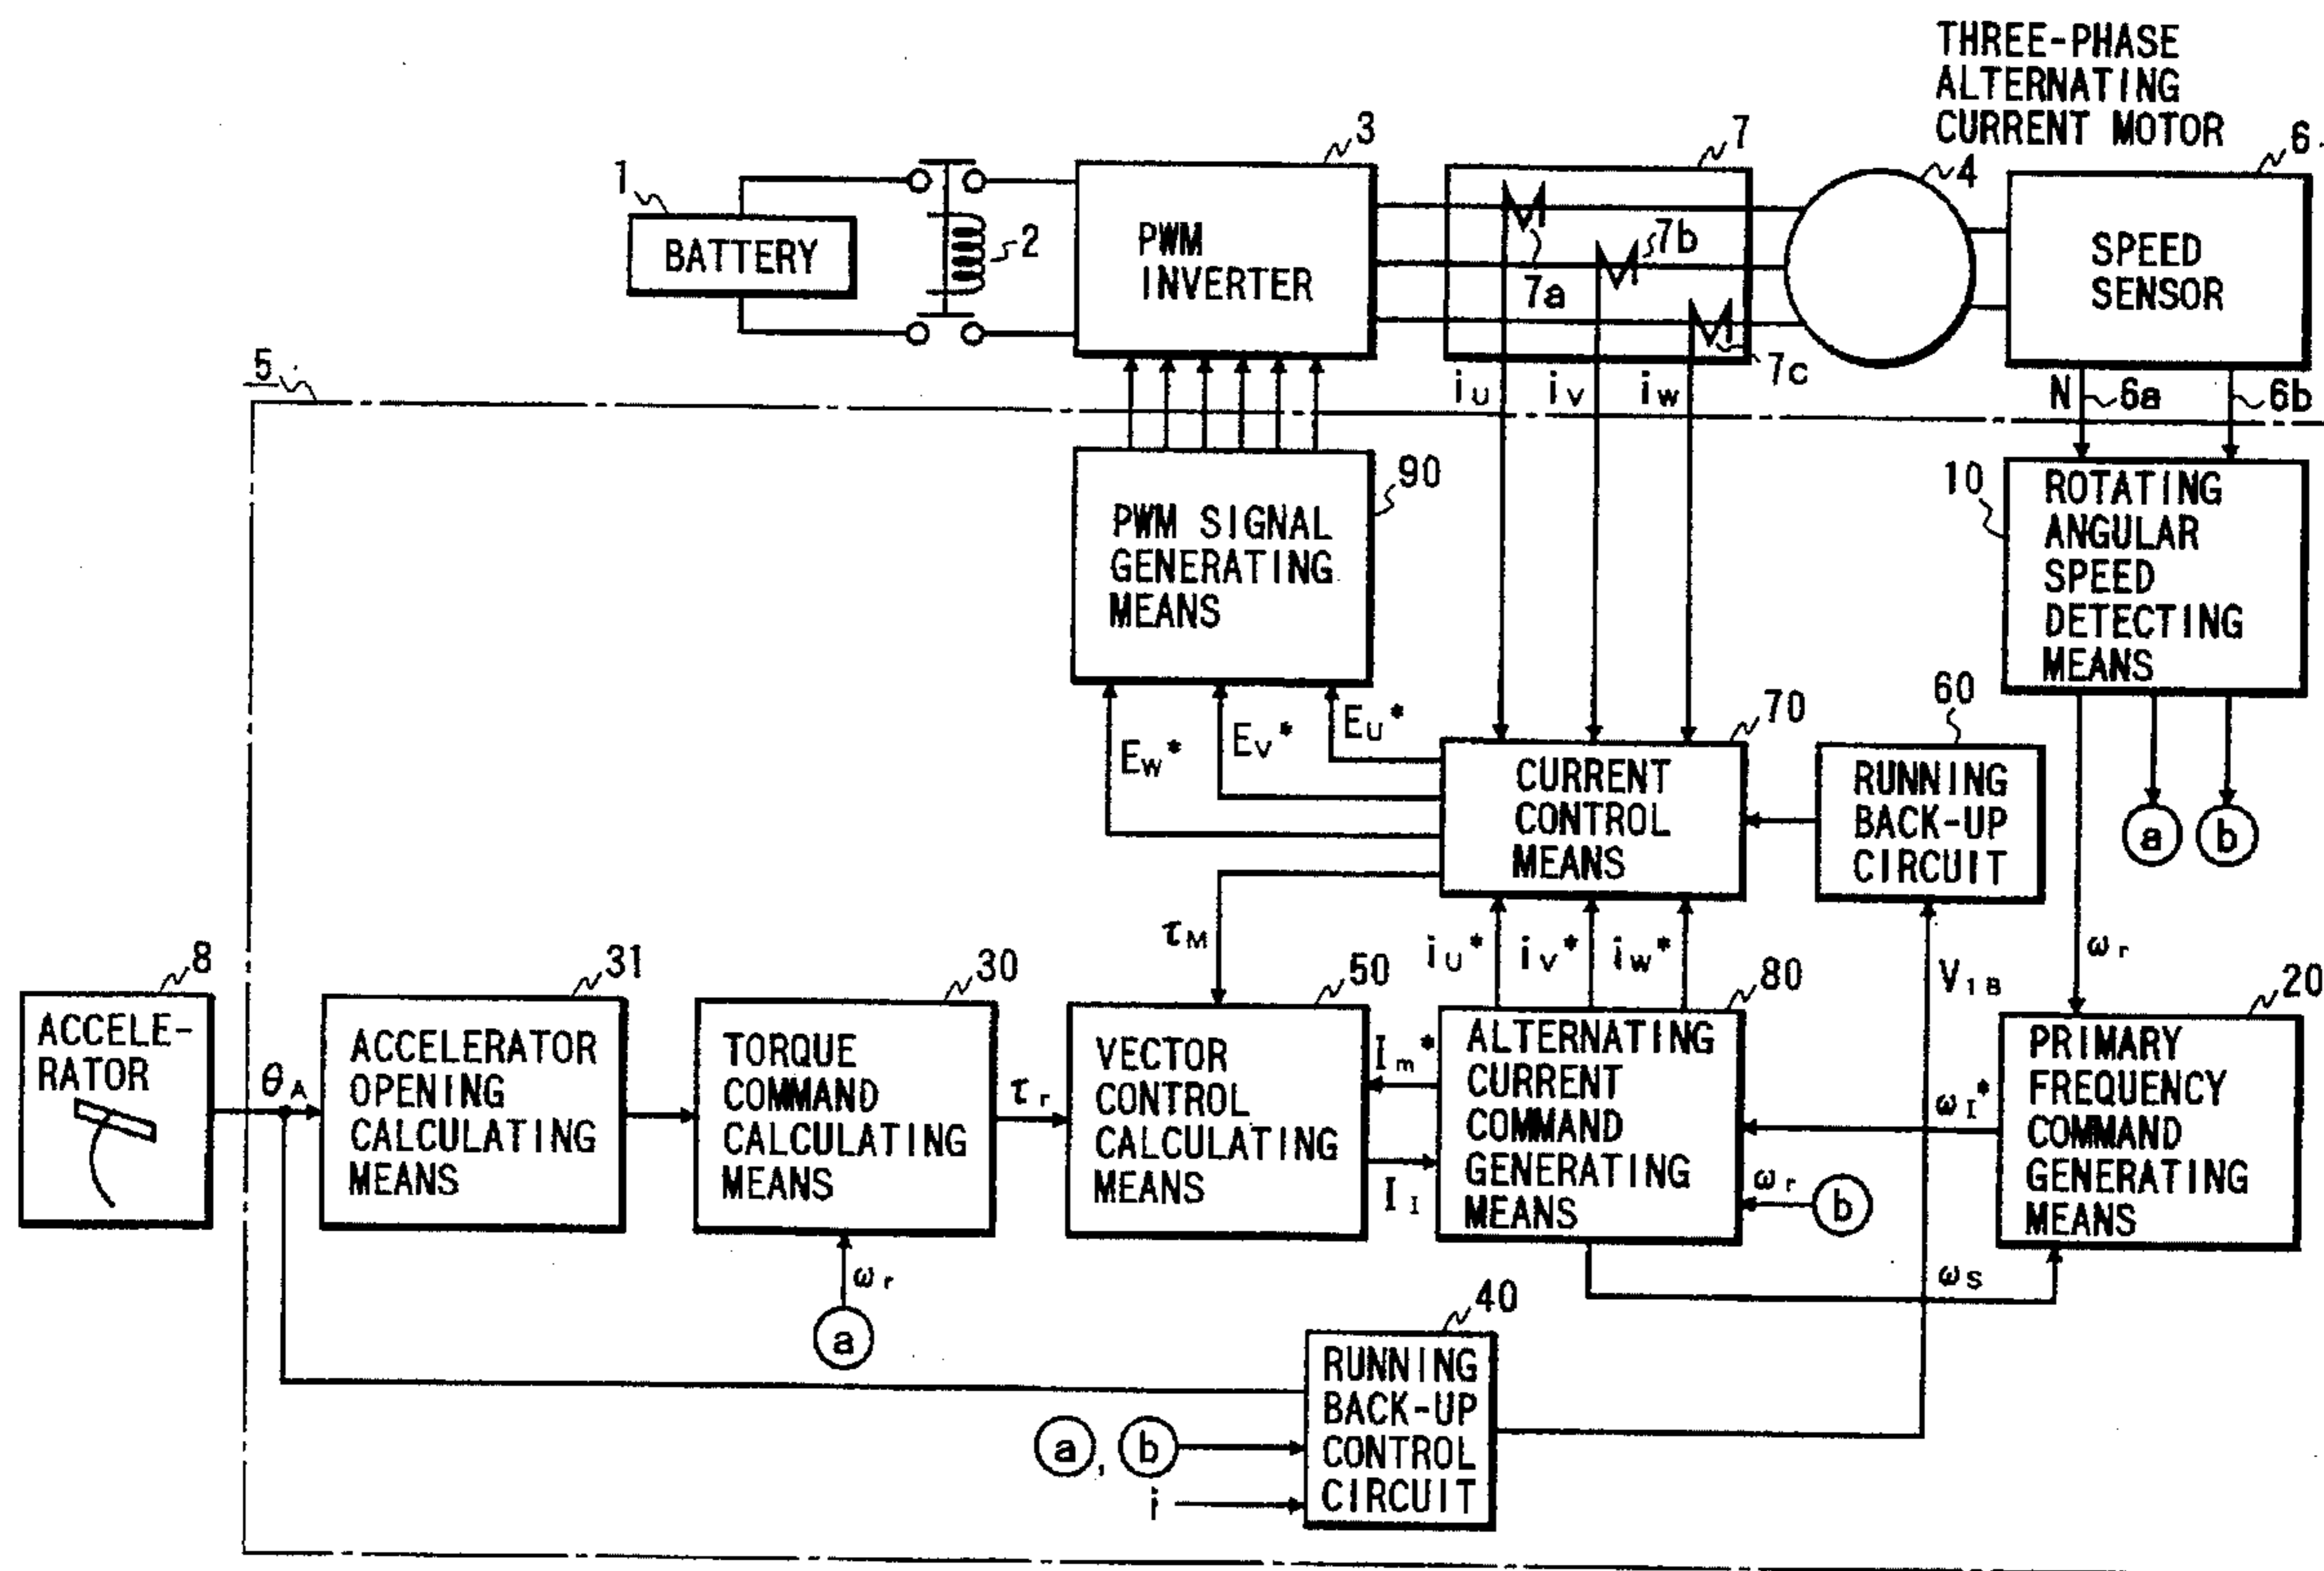 THREE-PHASE
ALTERNATING
CURRENT MOTOR
1
BATTERY
2
3
PWM
INVERTER
7
7a
7b
7c
4
6
SPEED
SENSOR
5
iU
iV
iW
N
6a
6b
90
PWM SIGNAL
GENERATING
MEANS
10
ROTATING
ANGULAR
SPEED
DETECTING
MEANS
EW*
EV*
EU*
70
CURRENT
CONTROL
MEANS
60
RUNNING
BACK-UP
CIRCUIT
a
b
τM
iU*
iV*
iW*
V1B
ωr
8
ACCELE-
RATOR
θA
31
ACCELERATOR
OPENING
CALCULATING
MEANS
30
TORQUE
COMMAND
CALCULATING
MEANS
τr
50
VECTOR
CONTROL
CALCULATING
MEANS
Im*
II
80
ALTERNATING
CURRENT
COMMAND
GENERATING
MEANS
ωI*
ωr
b
20
PRIMARY
FREQUENCY
COMMAND
GENERATING
MEANS
ωS
ωr
a
40
RUNNING
BACK-UP
CONTROL
CIRCUIT
a, b
i